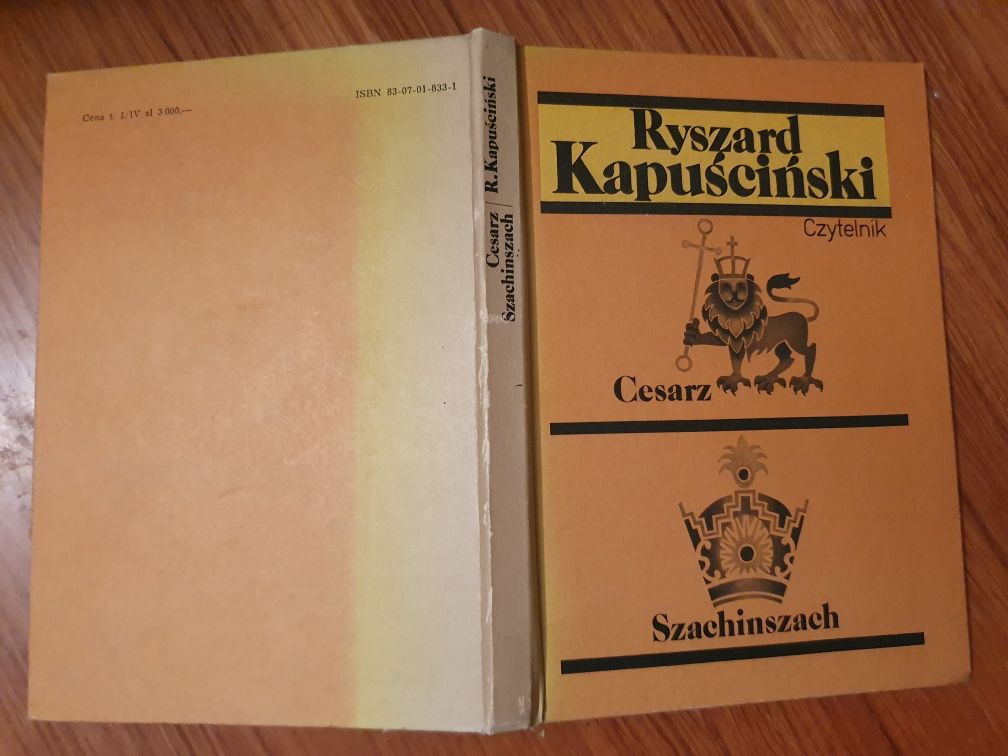 Cena t. I/IV zł 3.000,—
ISBN 83-07-01-833-1
Cesarz
Szachinszach
R. Kapuściński
Ryszard
Kapuściński
Czytelnik
Cesarz
Szachinszach